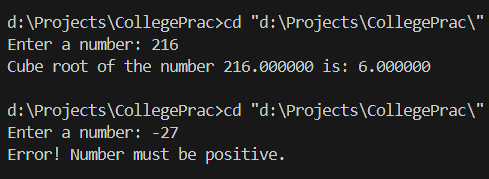 d:\Projects\CollegePrac>cd "d:\Projects\CollegePrac\"
Enter a number: 216
Cube root of the number 216.000000 is: 6.000000
d:\Projects\CollegePrac>cd "d:\Projects\CollegePrac\"
Enter a number: -27
Error! Number must be positive.